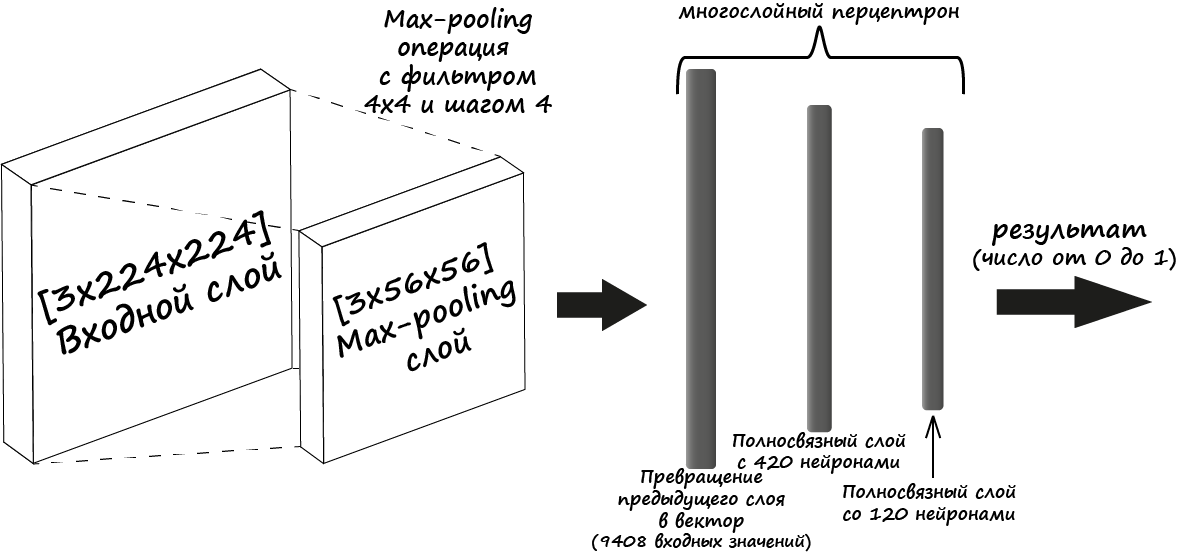 Max-pooling
операция
с фильтром
4x4 и шагом 4
многослойный перцептрон
[3x224x224]
Входной слой
[3x56x56]
Max-pooling
слой
результат
(число от 0 до 1)
Полносвязный слой
с 420 нейронами
Превращение
предыдущего слоя
в вектор
(9408 входных значений)
Полносвязный слой
со 120 нейронами